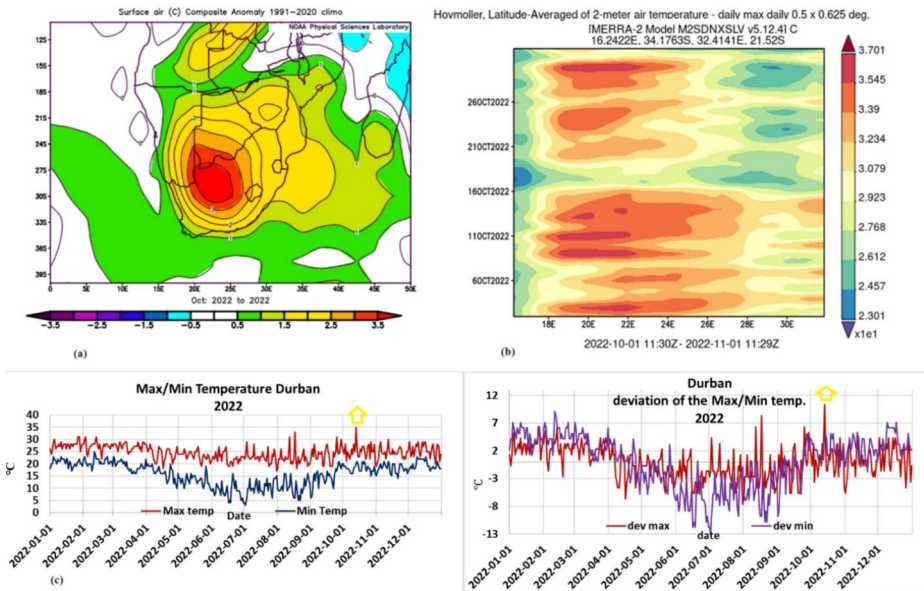 Surface air (C) Composite Anomaly 1991-2020 climo
NOAA Physical Sciences Laboratory
12S
15S
18S
21S
24S
27S
30S
33S
36S
39S
0 5E 10E 15E 20E 25E 30E 35E 40E 45E 50E
Oct: 2022 to 2022
-3.5 -2.5 -1.5 -0.5 0.5 1.5 2.5 3.5
(a)
Hovmoller, Latitude-Averaged of 2-meter air temperature - daily max daily 0.5 x 0.625 deg.
[MERRA-2 Model M2SDNXSLV v5.12.4] C
16.2422E, 34.1763S, 32.4141E, 21.52S
26OCT2022
21OCT2022
16OCT2022
11OCT2022
6OCT2022
18E 20E 22E 24E 26E 28E 30E
2022-10-01 11:30Z - 2022-11-01 11:29Z
3.701
3.545
3.39
3.234
3.079
2.923
2.768
2.612
2.457
2.301
x1e1
(b)
Max/Min Temperature Durban
2022
°C
40
35
30
25
20
15
10
5
0
Max temp
Date
Min Temp
2022-01-01 2022-02-01 2022-03-01 2022-04-01 2022-05-01 2022-06-01 2022-07-01 2022-08-01 2022-09-01 2022-10-01 2022-11-01 2022-12-01
(c)
Durban
deviation of the Max/Min temp.
2022
°C
12
7
2
-3
-8
-13
dev max
date
dev min
2022-01-01 2022-02-01 2022-03-01 2022-04-01 2022-05-01 2022-06-01 2022-07-01 2022-08-01 2022-09-01 2022-10-01 2022-11-01 2022-12-01